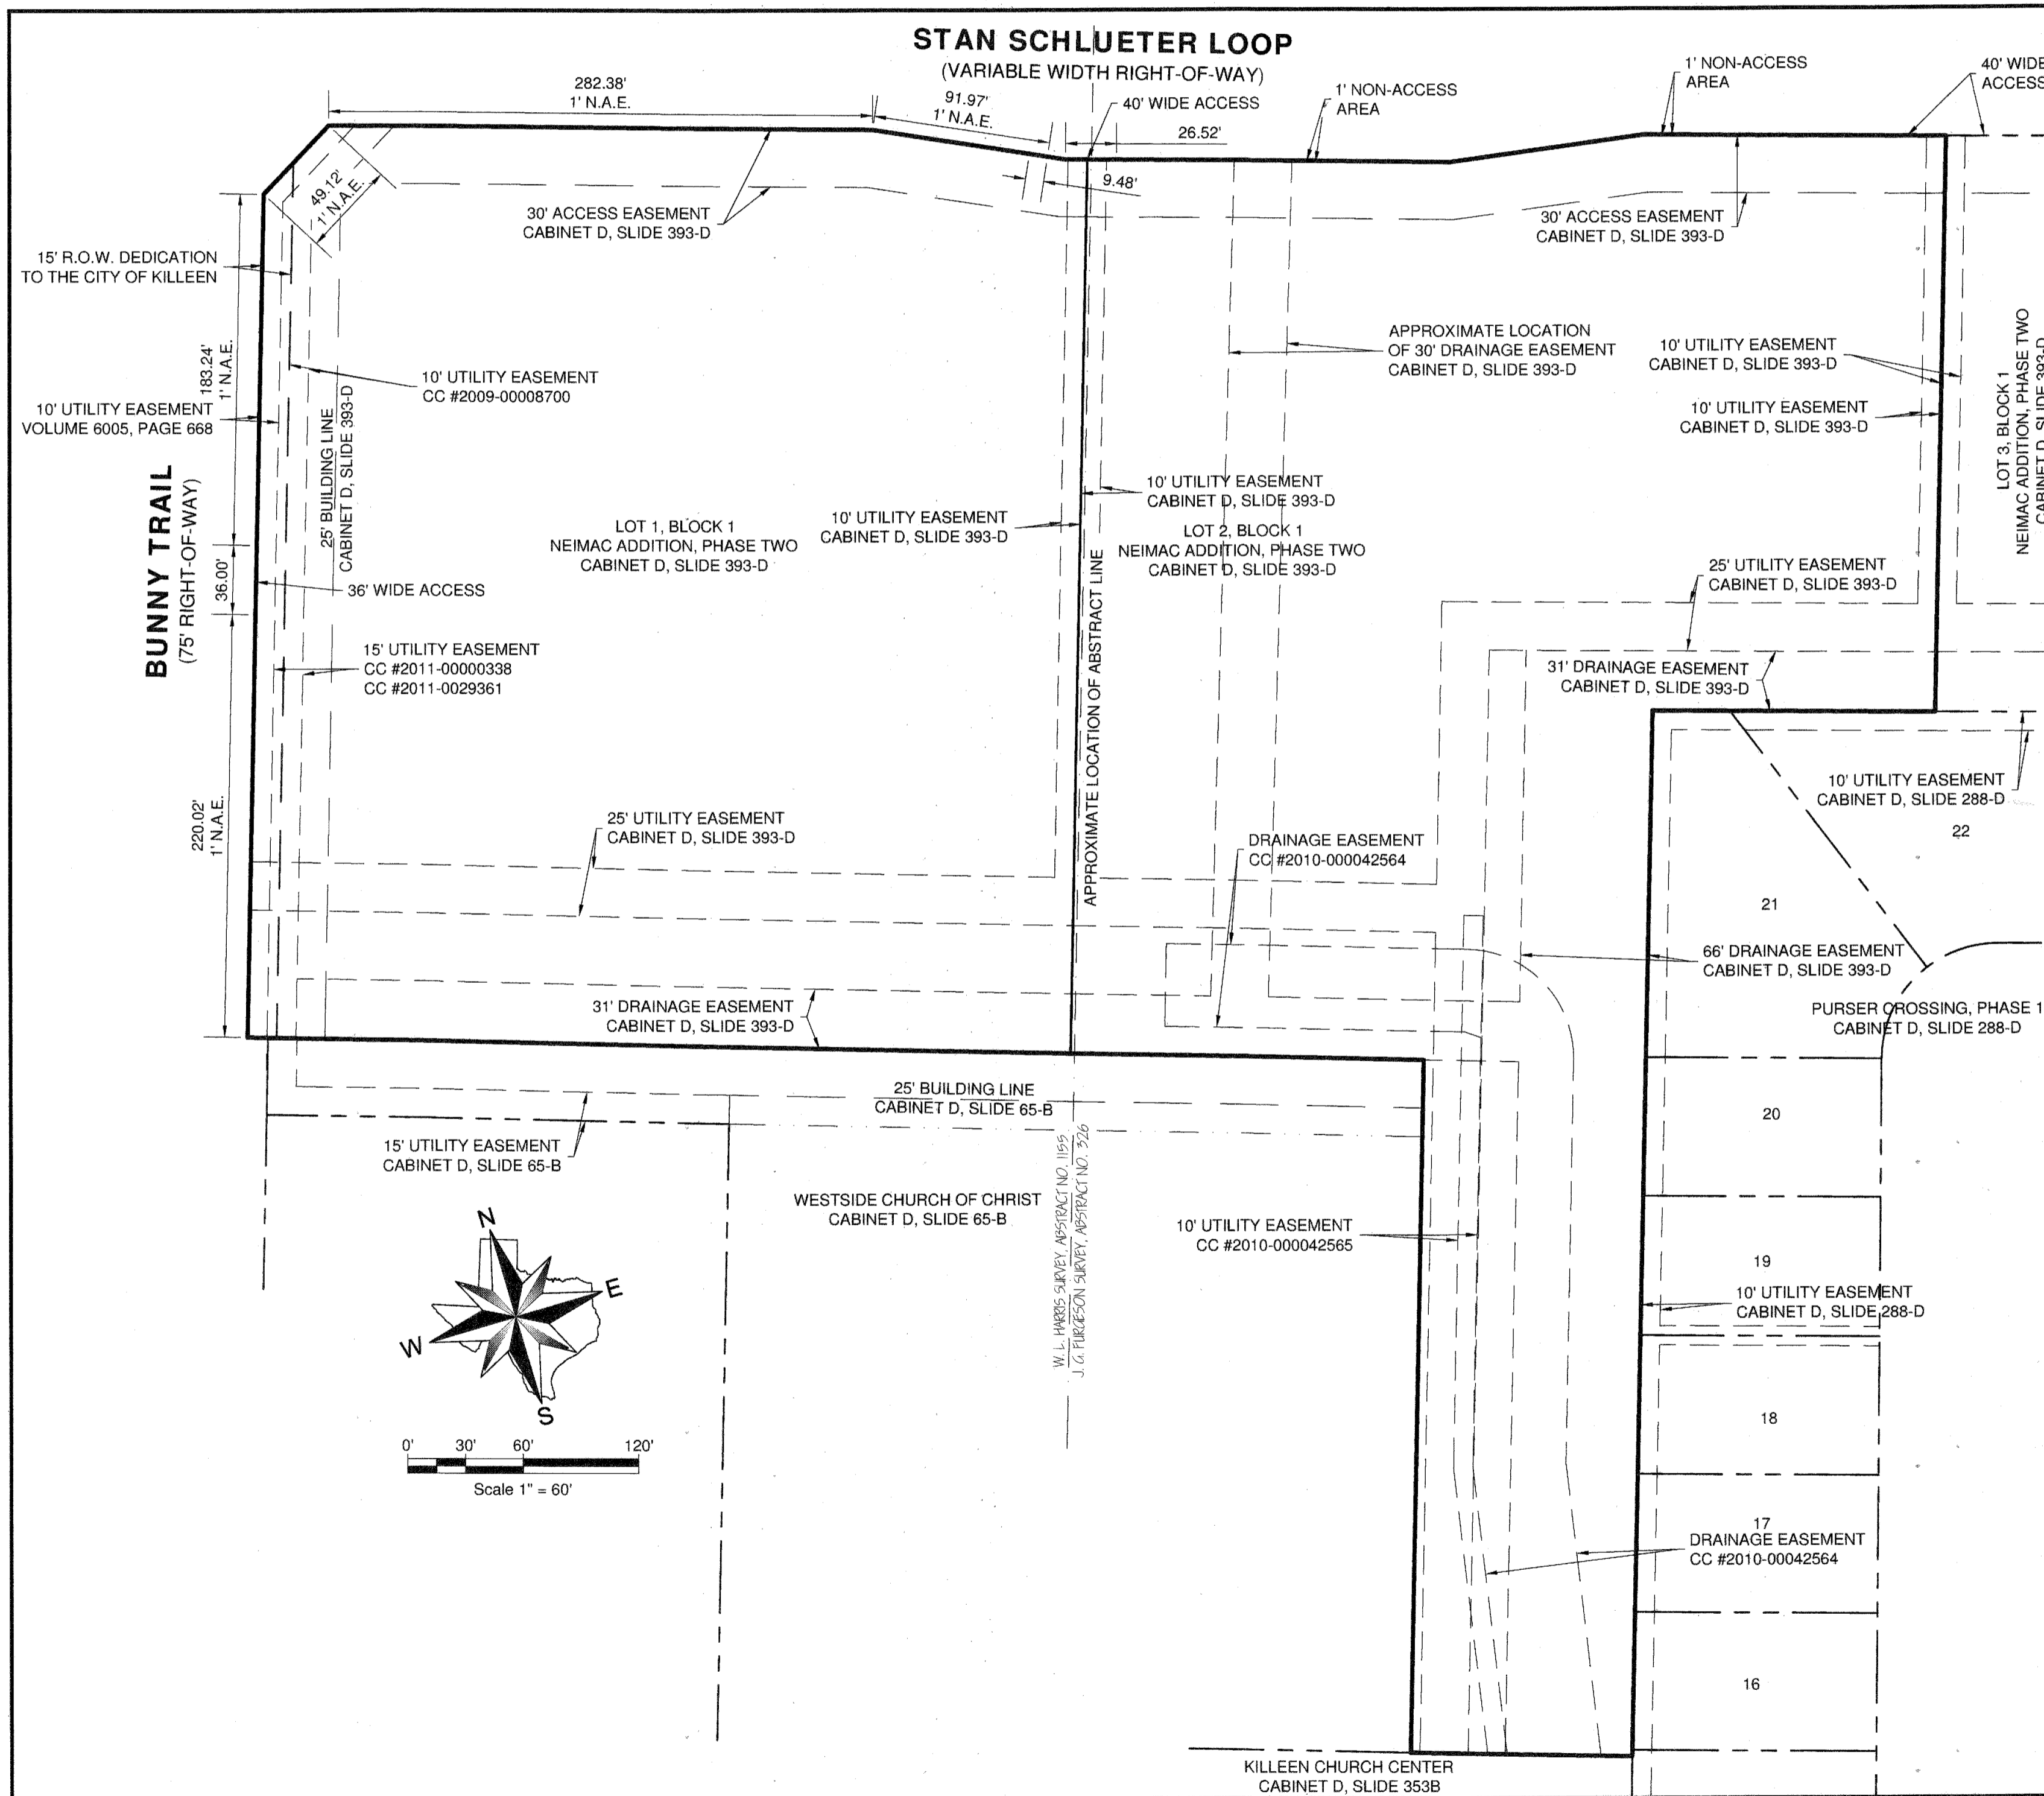 STAN SCHLUETER LOOP
(VARIABLE WIDTH RIGHT-OF-WAY)
282.38'
1' N.A.E.
91.97'
1' N.A.E.
40' WIDE ACCESS
26.52'
1' NON-ACCESS
AREA
1' NON-ACCESS
AREA
40' WIDE
ACCESS
49.12'
1' N.A.E.
9.48'
30' ACCESS EASEMENT
CABINET D, SLIDE 393-D
30' ACCESS EASEMENT
CABINET D, SLIDE 393-D
15' R.O.W. DEDICATION
TO THE CITY OF KILLEEN
183.24'
1' N.A.E.
10' UTILITY EASEMENT
CC #2009-00008700
10' UTILITY EASEMENT
VOLUME 6005, PAGE 668
25' BUILDING LINE
CABINET D, SLIDE 393-D
APPROXIMATE LOCATION
OF 30' DRAINAGE EASEMENT
CABINET D, SLIDE 393-D
10' UTILITY EASEMENT
CABINET D, SLIDE 393-D
10' UTILITY EASEMENT
CABINET D, SLIDE 393-D
LOT 3, BLOCK 1
NEIMAC ADDITION, PHASE TWO
CABINET D, SLIDE 393-D
BUNNY TRAIL
(75' RIGHT-OF-WAY)
36.00'
36' WIDE ACCESS
LOT 1, BLOCK 1
NEIMAC ADDITION, PHASE TWO
CABINET D, SLIDE 393-D
10' UTILITY EASEMENT
CABINET D, SLIDE 393-D
10' UTILITY EASEMENT
CABINET D, SLIDE 393-D
LOT 2, BLOCK 1
NEIMAC ADDITION, PHASE TWO
CABINET D, SLIDE 393-D
APPROXIMATE LOCATION OF ABSTRACT LINE
25' UTILITY EASEMENT
CABINET D, SLIDE 393-D
15' UTILITY EASEMENT
CC #2011-00000338
CC #2011-0029361
31' DRAINAGE EASEMENT
CABINET D, SLIDE 393-D
220.02'
1' N.A.E.
10' UTILITY EASEMENT
CABINET D, SLIDE 288-D
22
25' UTILITY EASEMENT
CABINET D, SLIDE 393-D
DRAINAGE EASEMENT
CC #2010-000042564
21
66' DRAINAGE EASEMENT
CABINET D, SLIDE 393-D
31' DRAINAGE EASEMENT
CABINET D, SLIDE 393-D
PURSER CROSSING, PHASE 1
CABINET D, SLIDE 288-D
25' BUILDING LINE
CABINET D, SLIDE 65-B
20
15' UTILITY EASEMENT
CABINET D, SLIDE 65-B
W. L. HARRIS SURVEY, ABSTRACT NO. 1155
J. G. FURGESON SURVEY, ABSTRACT NO. 326
WESTSIDE CHURCH OF CHRIST
CABINET D, SLIDE 65-B
10' UTILITY EASEMENT
CC #2010-000042565
19
10' UTILITY EASEMENT
CABINET D, SLIDE 288-D
N
E
W
S
18
0' 30' 60' 120'
Scale 1" = 60'
17
DRAINAGE EASEMENT
CC #2010-00042564
16
KILLEEN CHURCH CENTER
CABINET D, SLIDE 353B